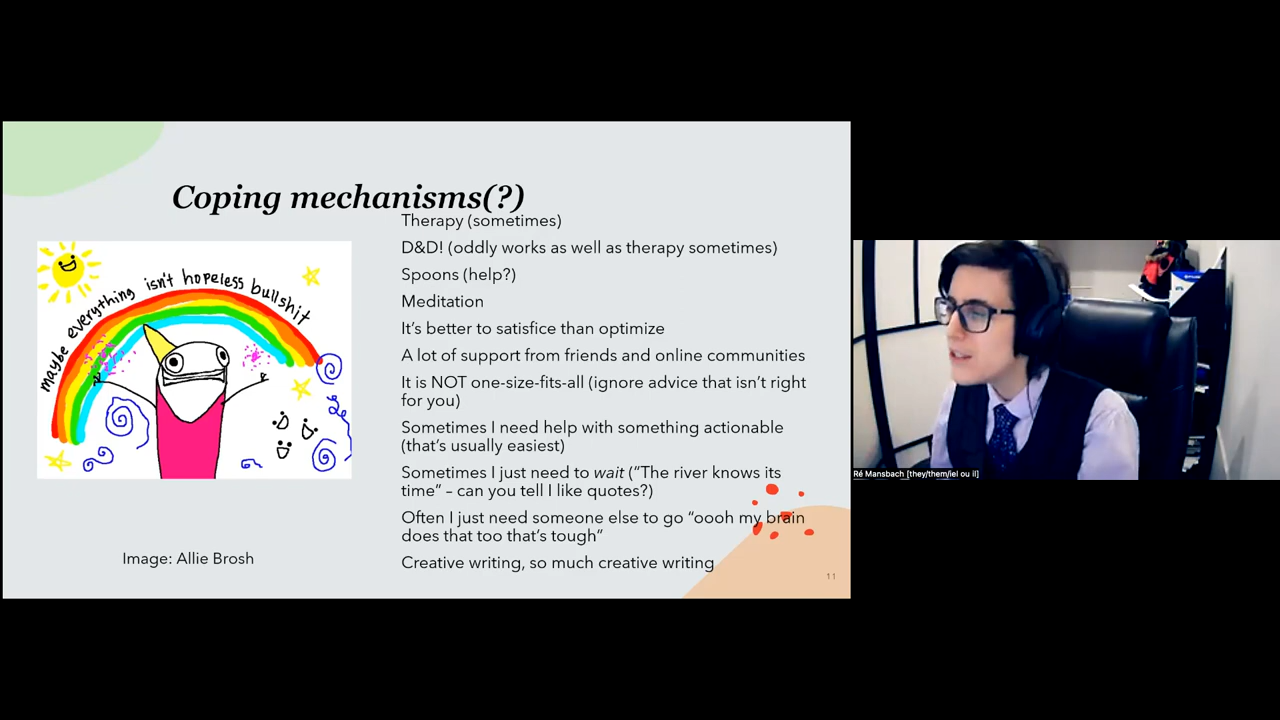 Coping mechanisms(?)
maybe everything isn't hopeless bullshit
Image: Allie Brosh
Therapy (sometimes)
D&D! (oddly works as well as therapy sometimes)
Spoons (help?)
Meditation
It's better to satisfice than optimize
A lot of support from friends and online communities
It is NOT one-size-fits-all (ignore advice that isn't right
for you)
Sometimes I need help with something actionable
(that's usually easiest)
Sometimes I just need to wait (“The river knows its
time” – can you tell I like quotes?)
Often I just need someone else to go “oooh my brain
does that too that's tough”
Creative writing, so much creative writing
11
Ré Mansbach [they/them/iel ou il]